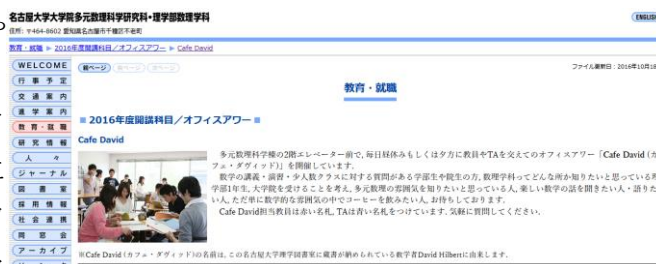 名古屋大学大学院多元数理科学研究科・理学部数理学科
ENGLISH
住所: 〒464-8602 愛知県名古屋市千種区不老町
教育・就職 ► 2016年度開講科目/オフィスアワー ► Cafe David
WELCOME
行事予定
交通案内
進学案内
教育・就職
研究情報
人々
ジャーナル
図書室
採用情報
社会連携
同窓会
アーカイブ
前ページ
ファイル更新日: 2016年10月18
教育・就職
■ 2016年度開講科目/オフィスアワー ■
Cafe David
多元数理科学棟の2階エレベーター前で, 毎日昼休みもしくは夕方に教員やTAを交えてのオフィスアワー「Cafe David (カ
フェ・ダヴィッド)」を開催しています.
数学の講義・演習・少人数クラスに対する質問がある学部生や院生の方, 数理学科ってどんな所か知りたいと思っている理
学部1年生, 大学院を受けることを考え, 多元数理の雰囲気を知りたいと思っている人, 楽しい数学の話を聞きたい人・語りた
い人, ただ単に数学的な雰囲気の中でコーヒーを飲みたい人, お待ちしております.
Cafe David担当教員は赤い名札, TAは青い名札をつけています. 気軽に質問してください.
※Cafe David (カフェ・ダヴィッド)の名前は, この名古屋大学理学図書室に蔵書が納められている数学者David Hilbertに由来します.